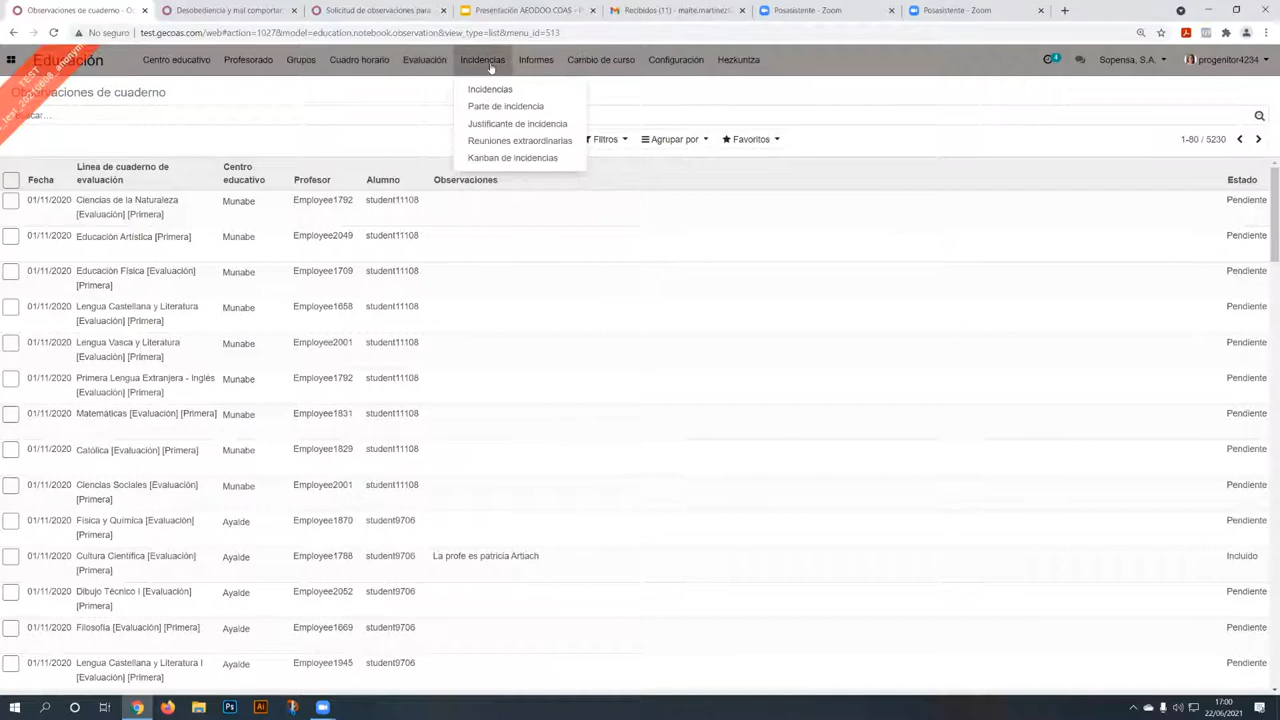 Observaciones de cuaderno - Oc
Desobediencia y mal comportar
Solicitud de observaciones para
Presentación AEODOO COAS - P
Recibidos (11) - maite.martinez
Posasistente - Zoom
Posasistente - Zoom
No seguro
test.gecoas.com/web#action=1027&model=education.notebook.observation&view_type=list&menu_id=513
Educación
Centro educativo
Profesorado
Grupos
Cuadro horario
Evaluación
Incidencias
Informes
Cambio de curso
Configuración
Hezkuntza
4
Sopensa, S.A.
progenitor4234
TEST
Observaciones de cuaderno
Incidencias
Parte de incidencia
Justificante de incidencia
Reuniones extraordinarias
Kanban de incidencias
Filtros
Agrupar por
Favoritos
1-80 / 5230
Fecha
Línea de cuaderno de evaluación
Centro educativo
Profesor
Alumno
Observaciones
Estado
01/11/2020 Ciencias de la Naturaleza [Evaluación] [Primera] Munabe Employee1792 student11108 Pendiente
01/11/2020 Educación Artística [Primera] Munabe Employee2049 student11108 Pendiente
01/11/2020 Educación Física [Evaluación] [Primera] Munabe Employee1709 student11108 Pendiente
01/11/2020 Lengua Castellana y Literatura [Evaluación] [Primera] Munabe Employee1658 student11108 Pendiente
01/11/2020 Lengua Vasca y Literatura [Evaluación] [Primera] Munabe Employee2001 student11108 Pendiente
01/11/2020 Primera Lengua Extranjera - Inglés [Evaluación] [Primera] Munabe Employee1792 student11108 Pendiente
01/11/2020 Matemáticas [Evaluación] [Primera] Munabe Employee1831 student11108 Pendiente
01/11/2020 Católica [Evaluación] [Primera] Munabe Employee1829 student11108 Pendiente
01/11/2020 Ciencias Sociales [Evaluación] [Primera] Munabe Employee2001 student11108 Pendiente
01/11/2020 Física y Química [Evaluación] [Primera] Ayalde Employee1870 student9706 Pendiente
01/11/2020 Cultura Científica [Evaluación] [Primera] Ayalde Employee1788 student9706 La profe es patricia Artiach Incluido
01/11/2020 Dibujo Técnico I [Evaluación] [Primera] Ayalde Employee2052 student9706 Pendiente
01/11/2020 Filosofía [Evaluación] [Primera] Ayalde Employee1669 student9706 Pendiente
01/11/2020 Lengua Castellana y Literatura I [Evaluación] [Primera] Ayalde Employee1945 student9706 Pendiente
17:00
22/06/2021